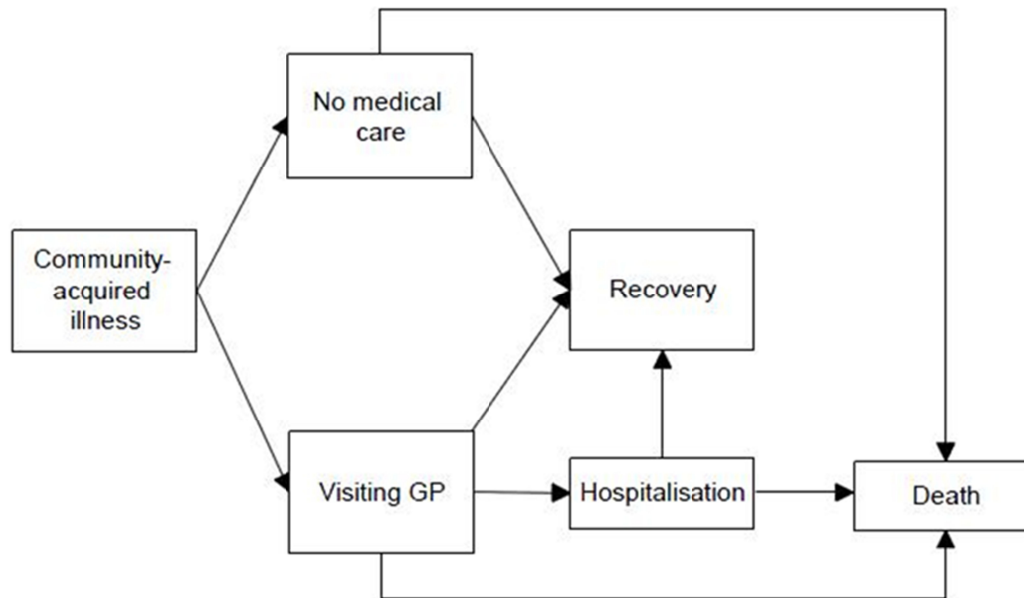 No medical
care
Community-
acquired
illness
Recovery
Visiting GP
Hospitalisation
Death